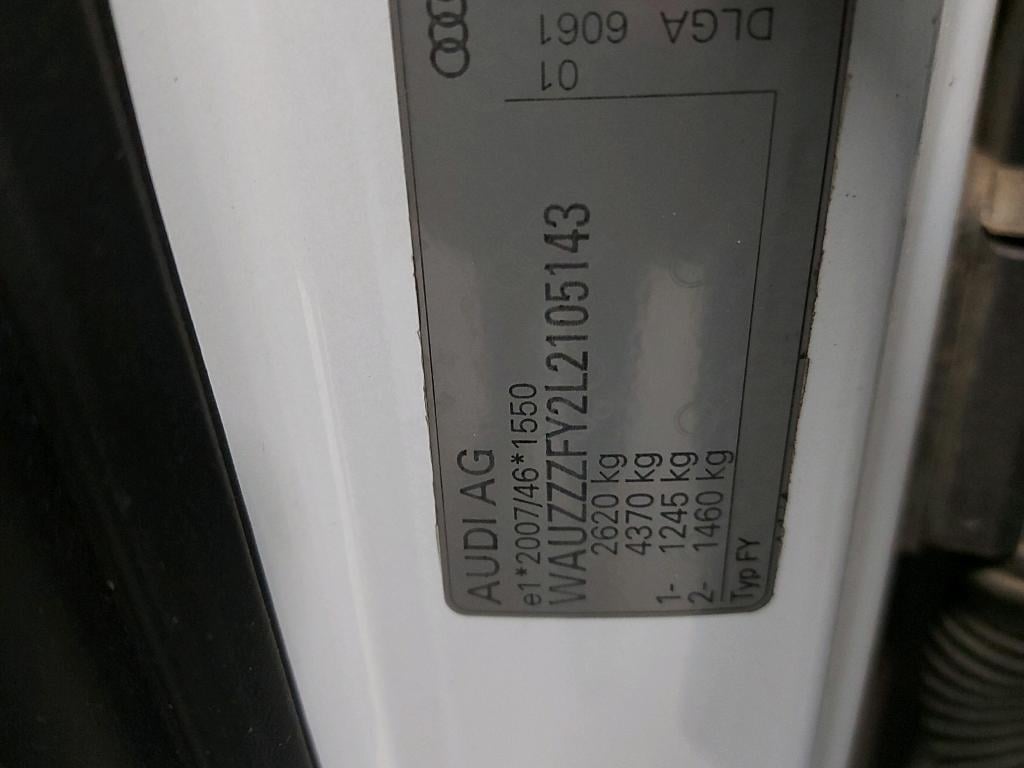 AUDI AG
e1*2007/46*1550
WAUZZZFY2L2105143
2620 kg
4370 kg
1- 1245 kg
2- 1460 kg
Typ FY
01
6061 DLGA